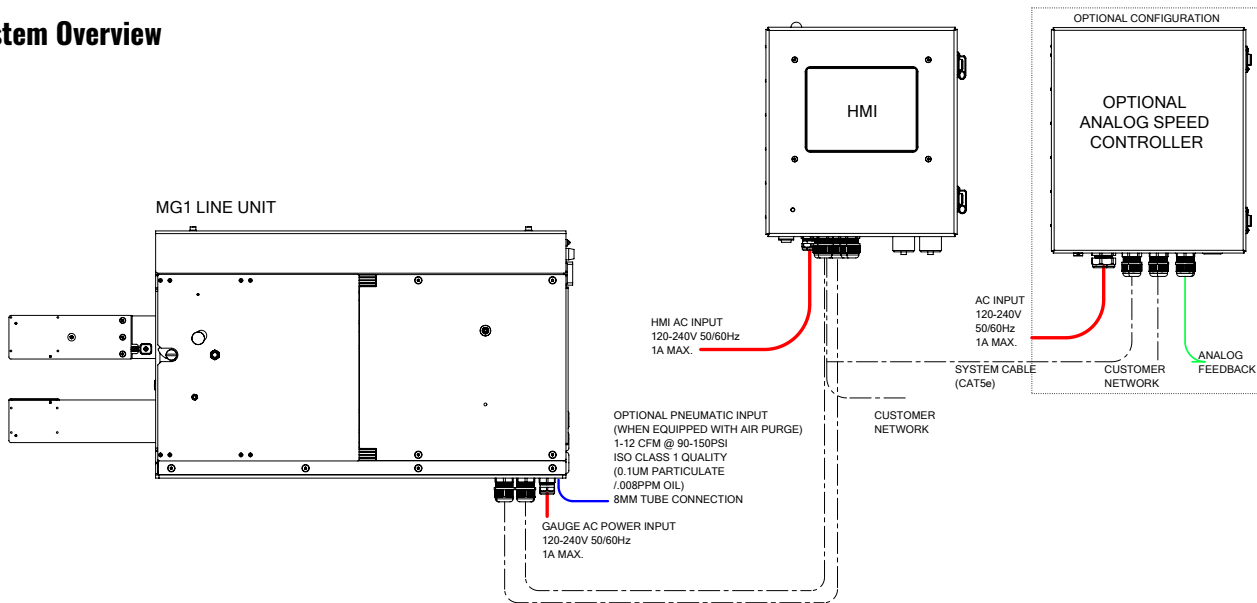 stem Overview
OPTIONAL CONFIGURATION
HMI
OPTIONAL
ANALOG SPEED
CONTROLLER
MG1 LINE UNIT
HMI AC INPUT
120-240V 50/60Hz
1A MAX.
AC INPUT
120-240V
50/60Hz
1A MAX.
SYSTEM CABLE
(CAT5e)
CUSTOMER
NETWORK
ANALOG
FEEDBACK
CUSTOMER
NETWORK
OPTIONAL PNEUMATIC INPUT
(WHEN EQUIPPED WITH AIR PURGE)
1-12 CFM @ 90-150PSI
ISO CLASS 1 QUALITY
(0.1UM PARTICULATE
/.008PPM OIL)
8MM TUBE CONNECTION
GAUGE AC POWER INPUT
120-240V 50/60Hz
1A MAX.